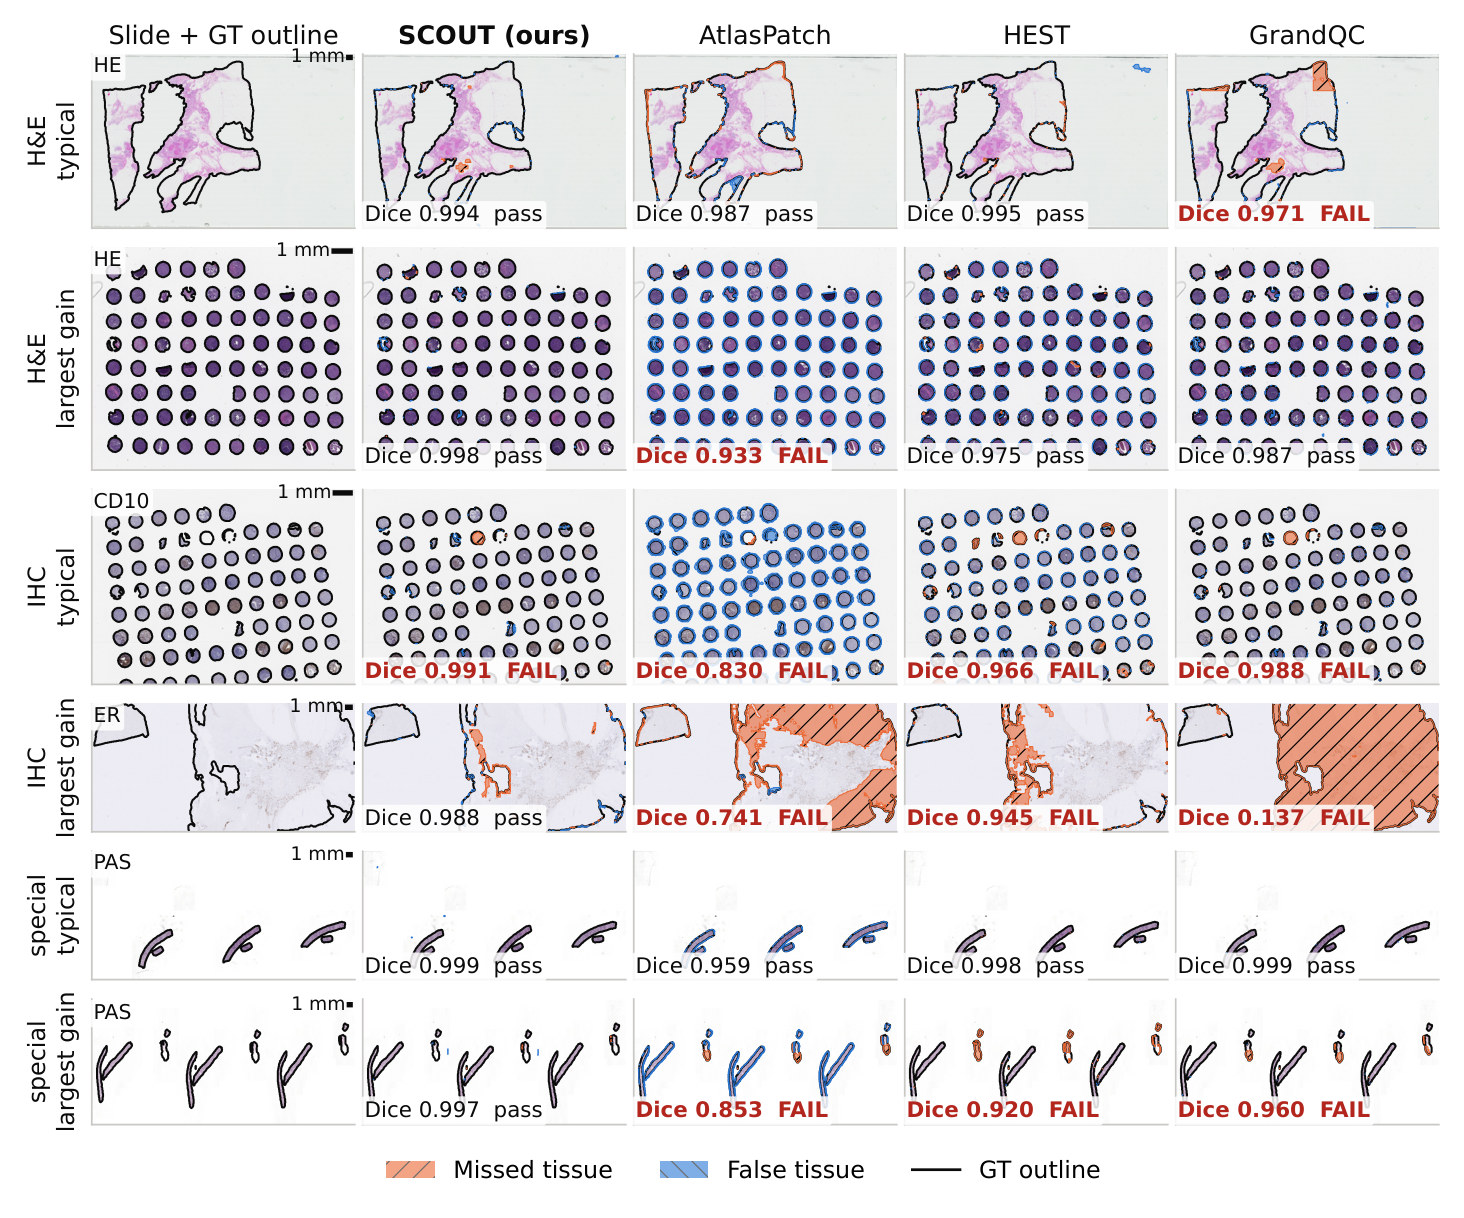 Slide + GT outline SCOUT (ours) AtlasPatch HEST GrandQC
H&E
typical
HE
1 mm
Dice 0.994 pass
Dice 0.987 pass
Dice 0.995 pass
Dice 0.971 FAIL
H&E
largest gain
HE
1 mm
Dice 0.998 pass
Dice 0.933 FAIL
Dice 0.975 pass
Dice 0.987 pass
IHC
typical
CD10
1 mm
Dice 0.991 FAIL
Dice 0.830 FAIL
Dice 0.966 FAIL
Dice 0.988 FAIL
IHC
largest gain
ER
1 mm
Dice 0.988 pass
Dice 0.741 FAIL
Dice 0.945 FAIL
Dice 0.137 FAIL
special
typical
PAS
1 mm
Dice 0.999 pass
Dice 0.959 pass
Dice 0.998 pass
Dice 0.999 pass
special
largest gain
PAS
1 mm
Dice 0.997 pass
Dice 0.853 FAIL
Dice 0.920 FAIL
Dice 0.960 FAIL
Missed tissue False tissue GT outline